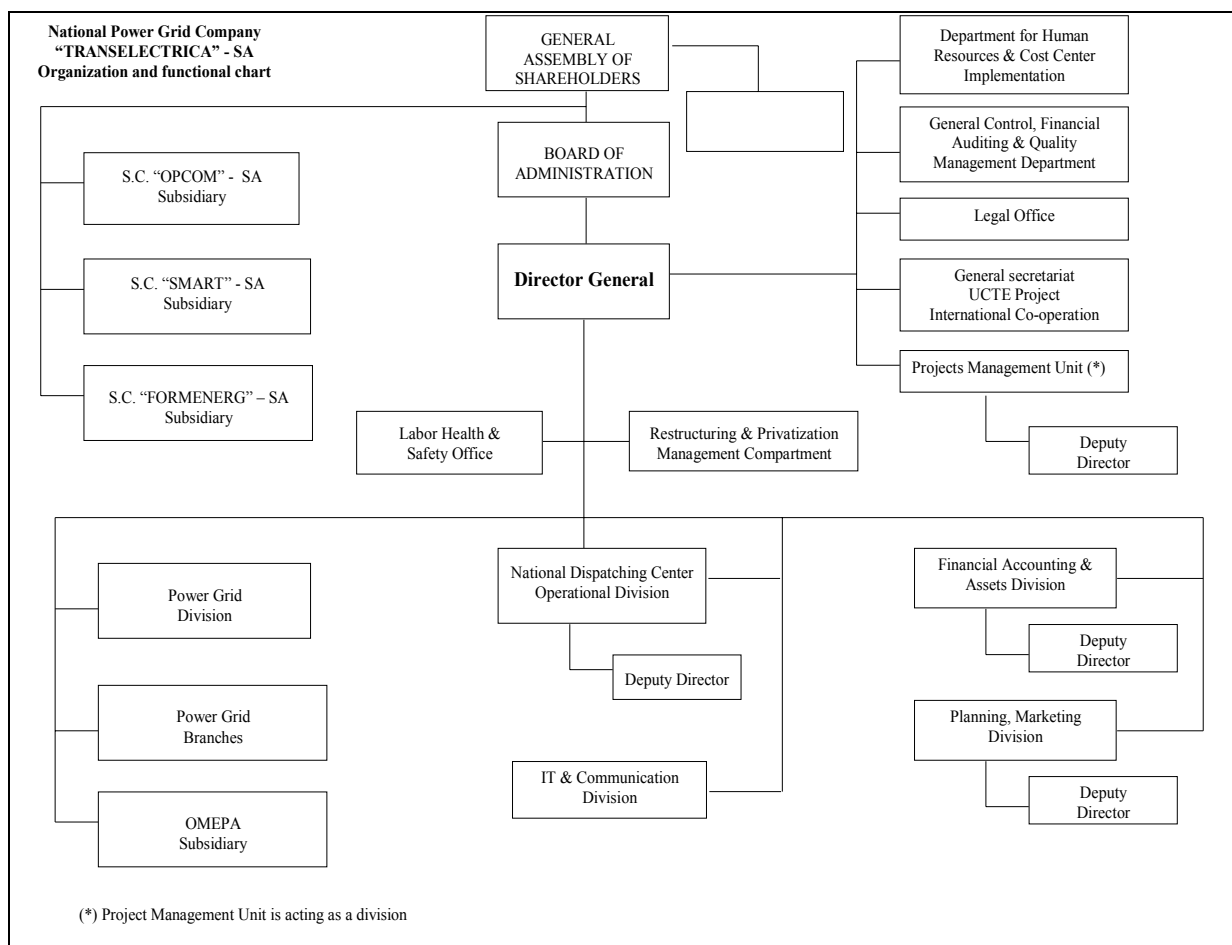 National Power Grid Company
“TRANSELECTRICA” - SA
Organization and functional chart
GENERAL
ASSEMBLY OF
SHAREHOLDERS
BOARD OF
ADMINISTRATION
Director General
S.C. “OPCOM” - SA
Subsidiary
S.C. “SMART” - SA
Subsidiary
S.C. “FORMENERG” – SA
Subsidiary
Department for Human
Resources & Cost Center
Implementation
General Control, Financial
Auditing & Quality
Management Department
Legal Office
General secretariat
UCTE Project
International Co-operation
Projects Management Unit (*)
Deputy
Director
Labor Health &
Safety Office
Restructuring & Privatization
Management Compartment
Power Grid
Division
Power Grid
Branches
OMEPA
Subsidiary
National Dispatching Center
Operational Division
Deputy Director
IT & Communication
Division
Financial Accounting &
Assets Division
Deputy
Director
Planning, Marketing
Division
Deputy
Director
(*) Project Management Unit is acting as a division